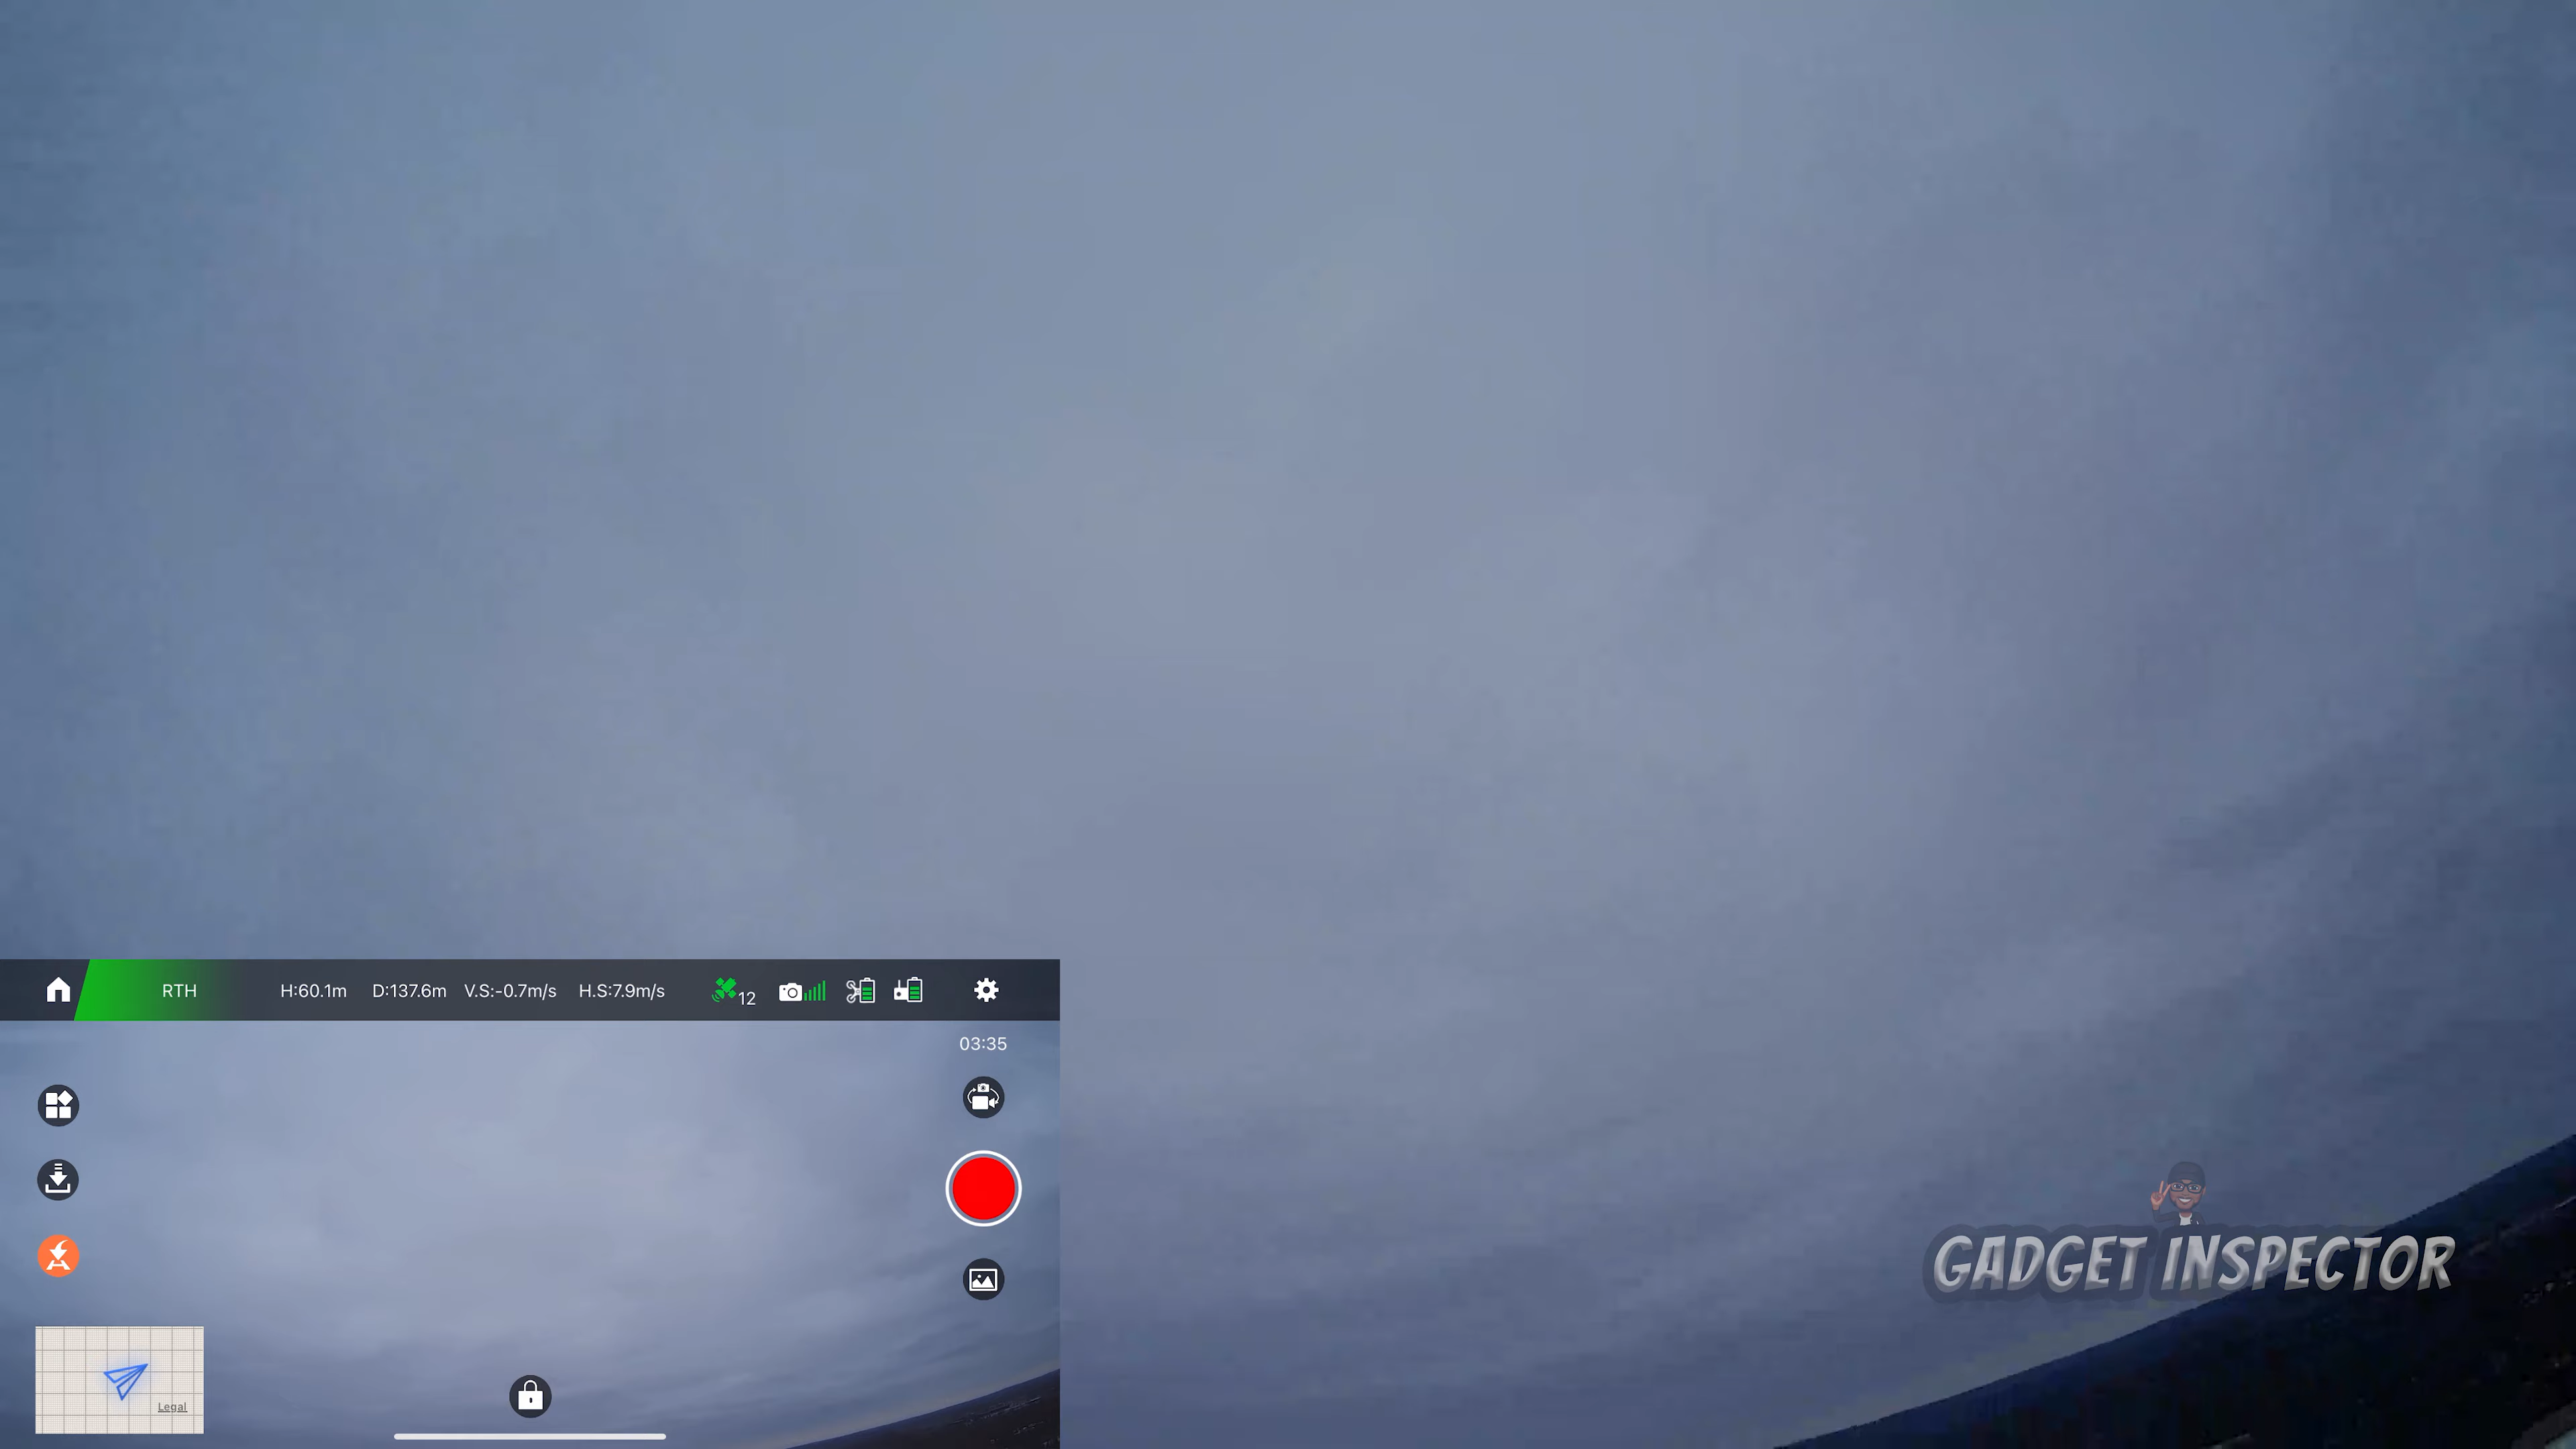 RTH H:60.1m D:137.6m V.S:-0.7m/s H.S:7.9m/s 12
03:35
GADGET INSPECTOR
Legal